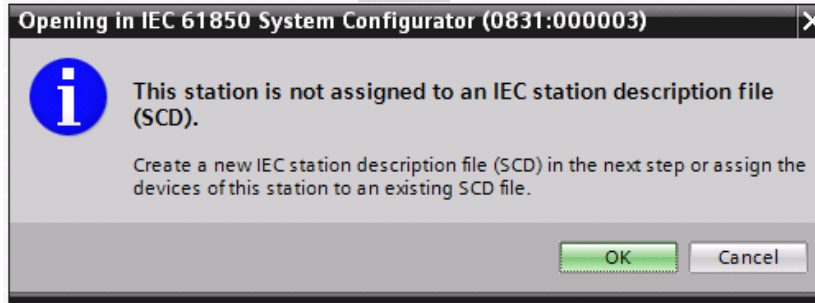 Opening in IEC 61850 System Configurator (0831:000003)
This station is not assigned to an IEC station description file
(SCD).
Create a new IEC station description file (SCD) in the next step or assign the
devices of this station to an existing SCD file.
OK
Cancel